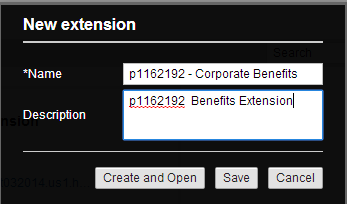 New extension
Search
*Name
p1162192 - Corporate Benefits
Description
p1162192 Benefits Extension
Create and Open
Save
Cancel